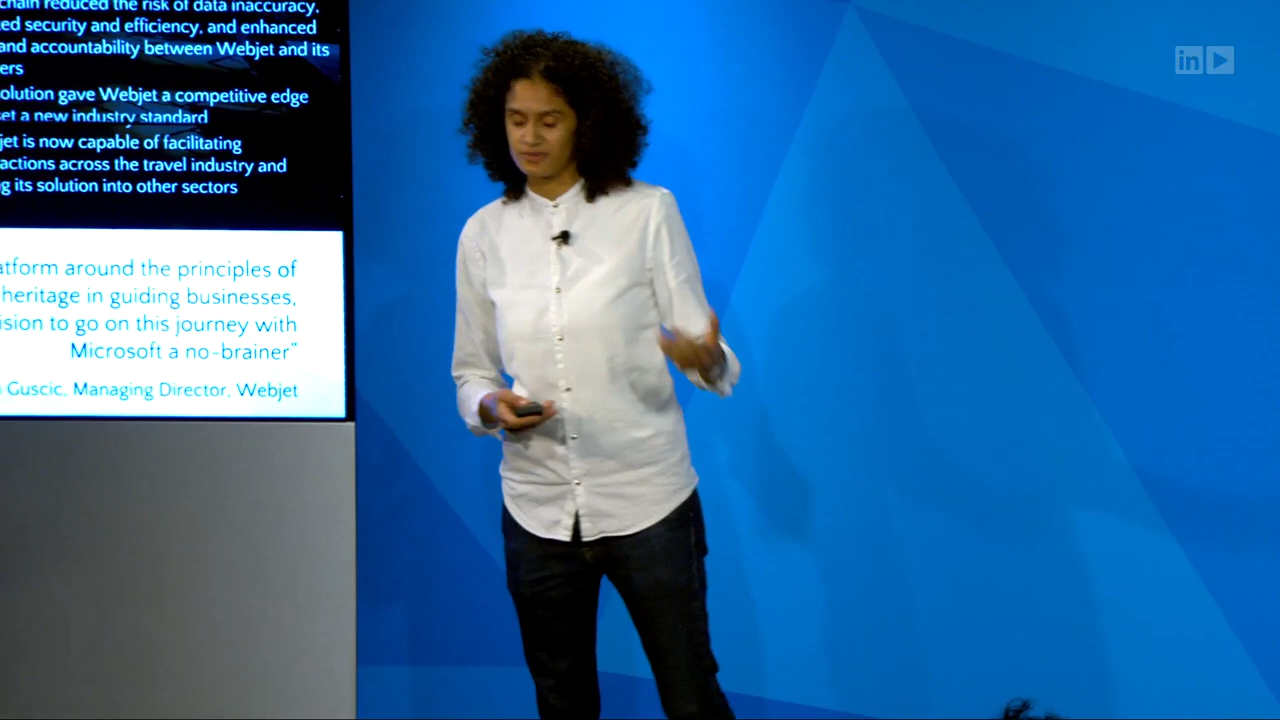 chain reduced the risk of data inaccuracy,
ed security and efficiency, and enhanced
and accountability between Webjet and its
ers
olution gave Webjet a competitive edge
set a new industry standard
jet is now capable of facilitating
actions across the travel industry and
g its solution into other sectors
atform around the principles of
heritage in guiding businesses,
ision to go on this journey with
Microsoft a no-brainer”
Guscic, Managing Director, Webjet
in